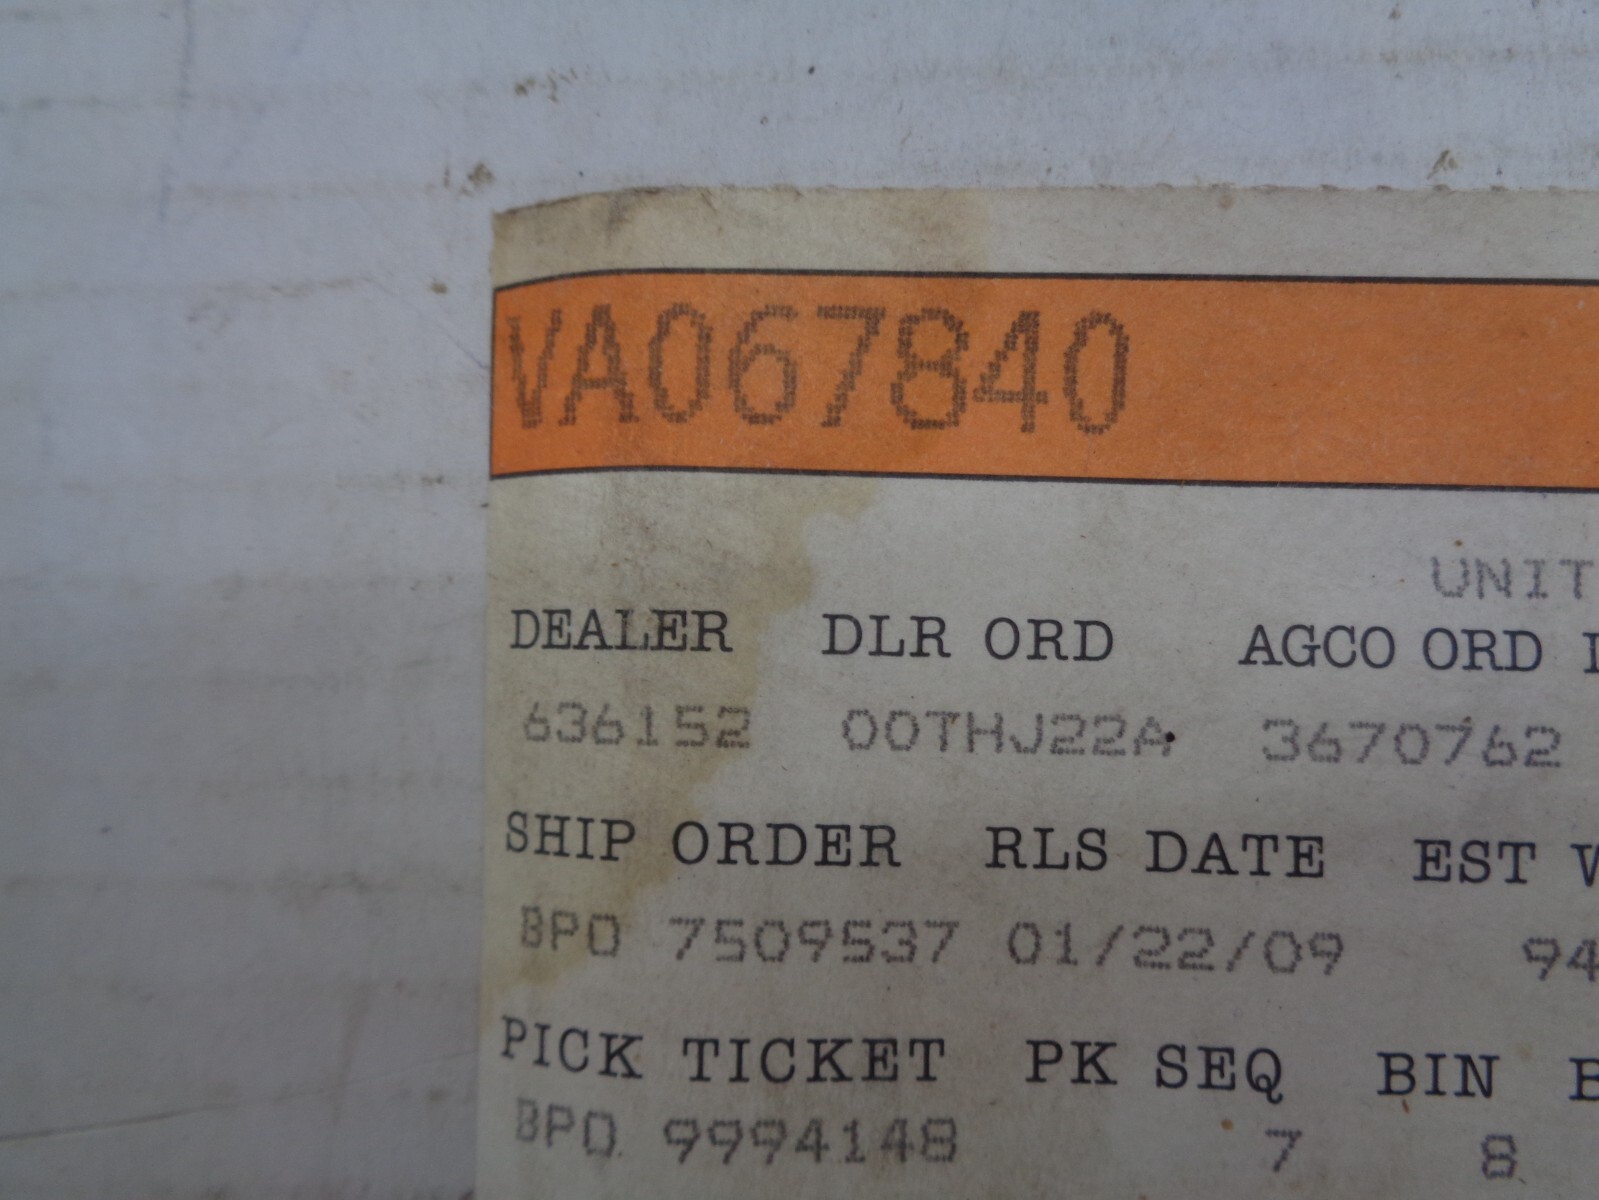 VA067840
UNIT
DEALER DLR ORD AGCO ORD
636152 00THJ22A 3670762
SHIP ORDER RLS DATE EST
BPO 7509537 01/22/09 94
PICK TICKET PK SEQ BIN
BPO 9994148 7 8